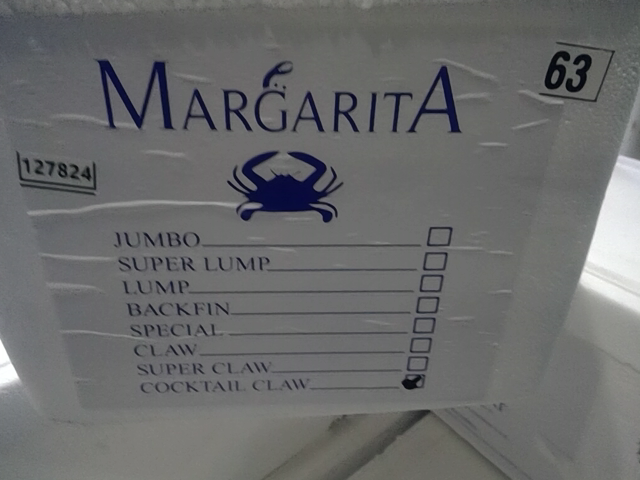 MARGARITA
63
127824
JUMBO
SUPER LUMP
LUMP
BACKFIN
SPECIAL
CLAW
SUPER CLAW
COCKTAIL CLAW